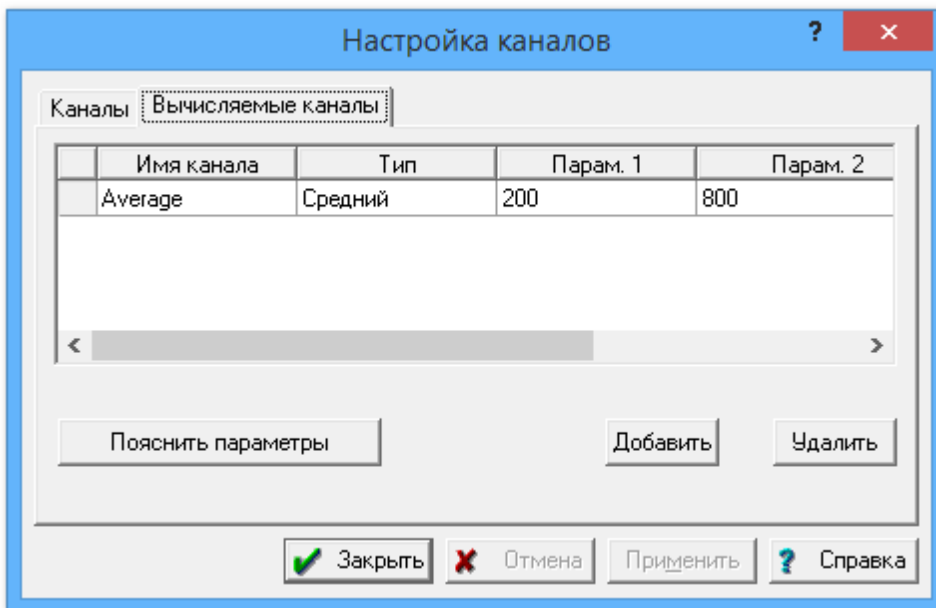 Настройка каналов
?
Каналы Вычисляемые каналы
Имя канала Тип Парам. 1 Парам. 2
Average Средний 200 800
Пояснить параметры Добавить Удалить
Закрыть Отмена Применить ? Справка